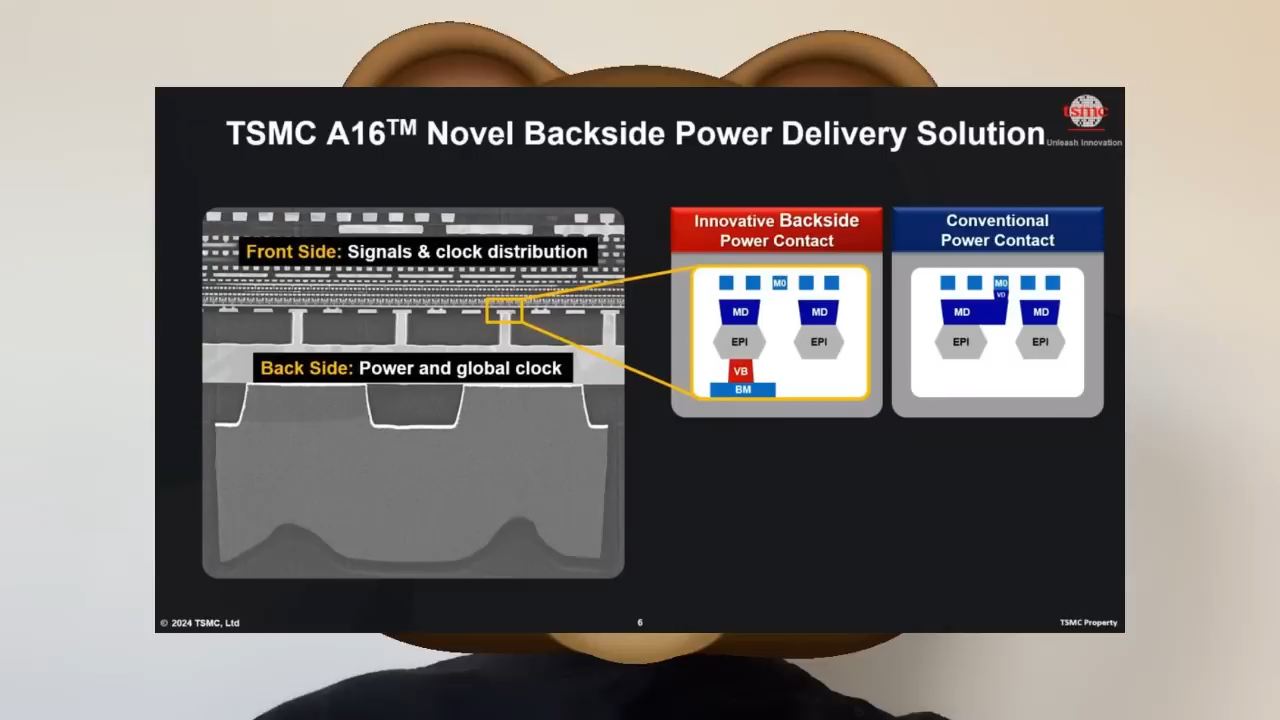 TSMC A16™ Novel Backside Power Delivery Solution
tsmc
Unleash Innovation
Front Side: Signals & clock distribution
Back Side: Power and global clock
Innovative Backside
Power Contact
M0
MD
MD
EPI
EPI
VB
BM
Conventional
Power Contact
M0
VD
MD
MD
EPI
EPI
© 2024 TSMC, Ltd
6
TSMC Property